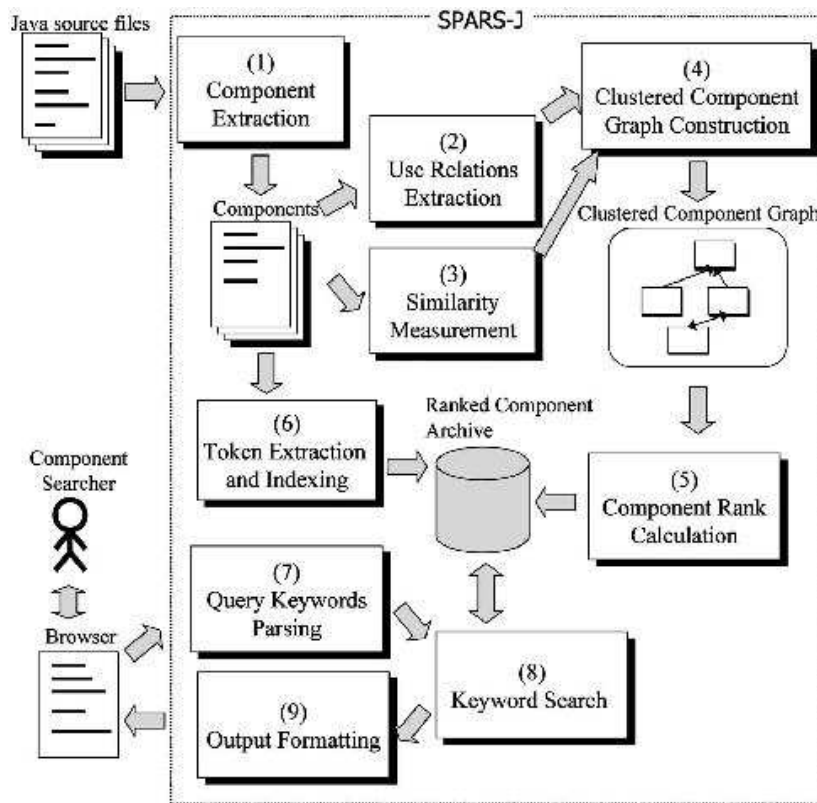 SPARS-J
Java source files
(1)
Component
Extraction
(2)
Use Relations
Extraction
(4)
Clustered Component
Graph Construction
Components
(3)
Similarity
Measurement
Clustered Component Graph
(6)
Token Extraction
and Indexing
Ranked Component
Archive
(5)
Component Rank
Calculation
Component
Searcher
(7)
Query Keywords
Parsing
Browser
(8)
Keyword Search
(9)
Output Formatting